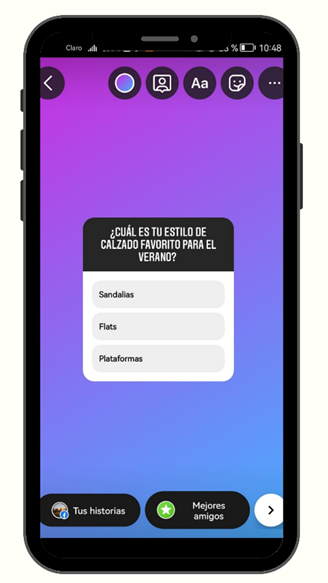 Claro
% 10:48
Aa
¿CUÁL ES TU ESTILO DE
CALZADO FAVORITO PARA EL
VERANO?
Sandalias
Flats
Plataformas
Tus historias
Mejores
amigos